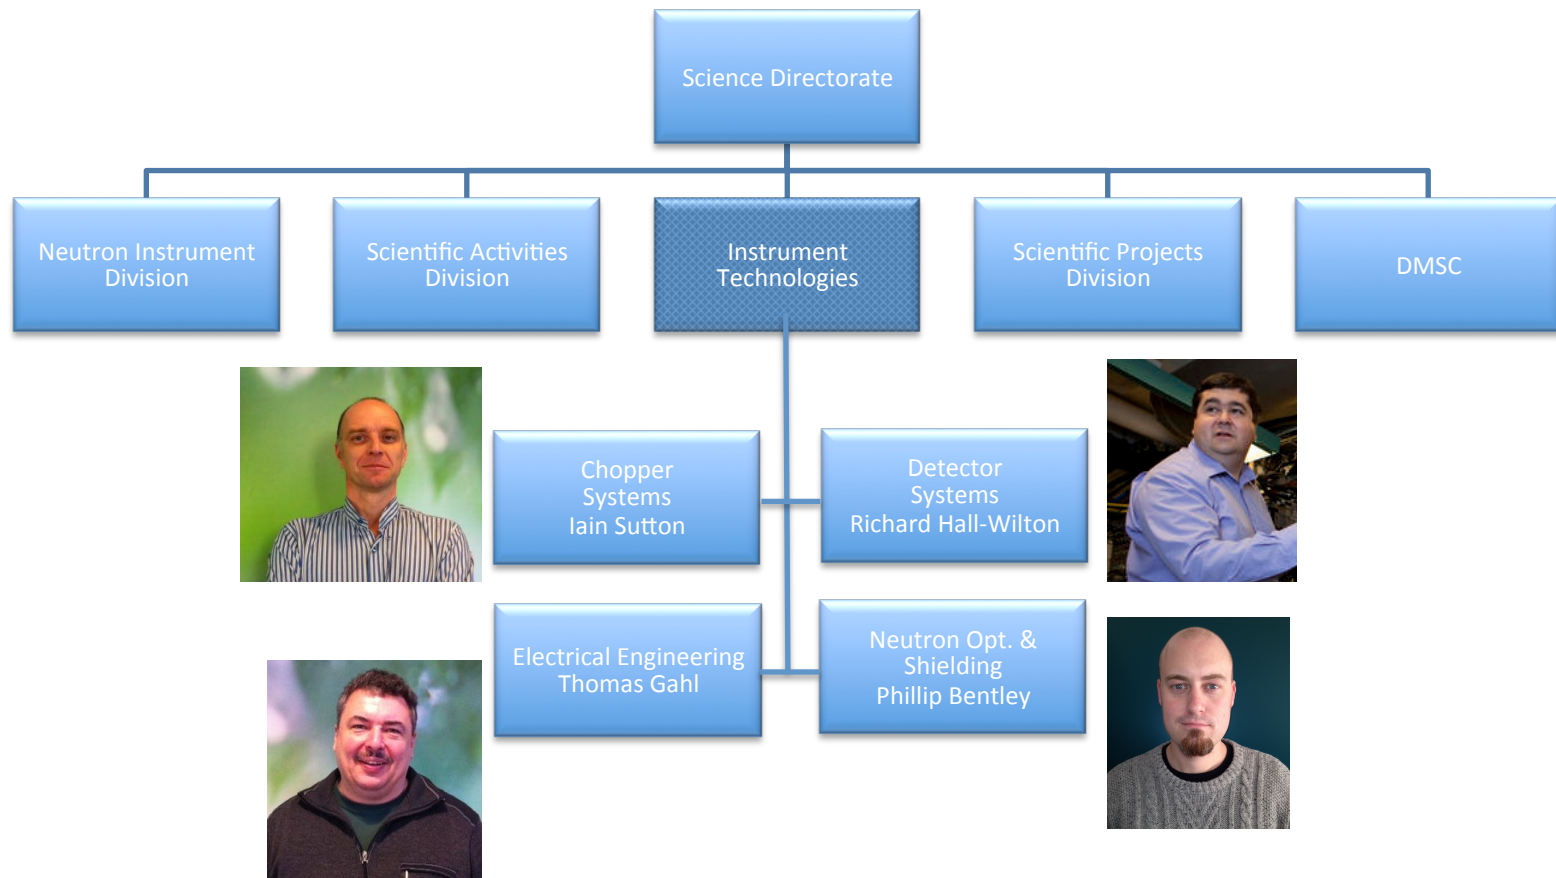 Science Directorate
Neutron Instrument
Division
Scientific Activities
Division
Instrument
Technologies
Scientific Projects
Division
DMSC
Chopper
Systems
Iain Sutton
Detector
Systems
Richard Hall-Wilton
Electrical Engineering
Thomas Gahl
Neutron Opt. &
Shielding
Phillip Bentley